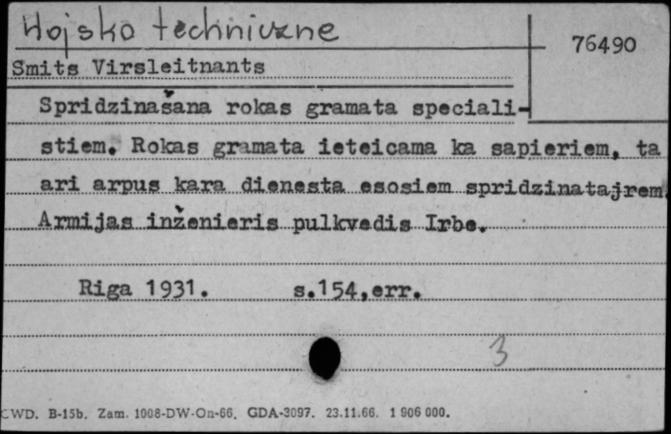 Wojsko techniczne
76490
Smits Virsleitnants
Spridzinašana rokas gramata speciali-
stiem. Rokas gramata ieteicama ka sapieriem, ta
ari arpus kara dienesta esosiem spridzinatajrem.
Armijas inženieris pulkvedis Irbe.
Riga 1931. s.154,err.
3
CWD. B-15b. Zam. 1008-DW-On-66. GDA-3097. 23.11.66. 1 906 000.